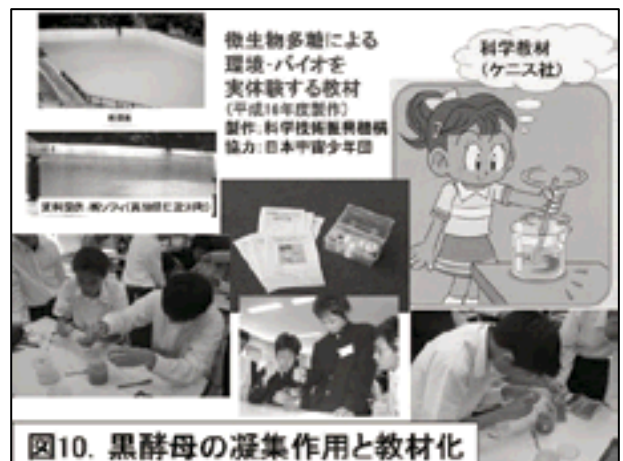 微生物多糖による
環境・バイオを
実体験する教材
(平成16年度製作)
製作:科学技術振興機構
協力:日本宇宙少年団
科学教材
(ケニス社)
図10. 黒酵母の凝集作用と教材化